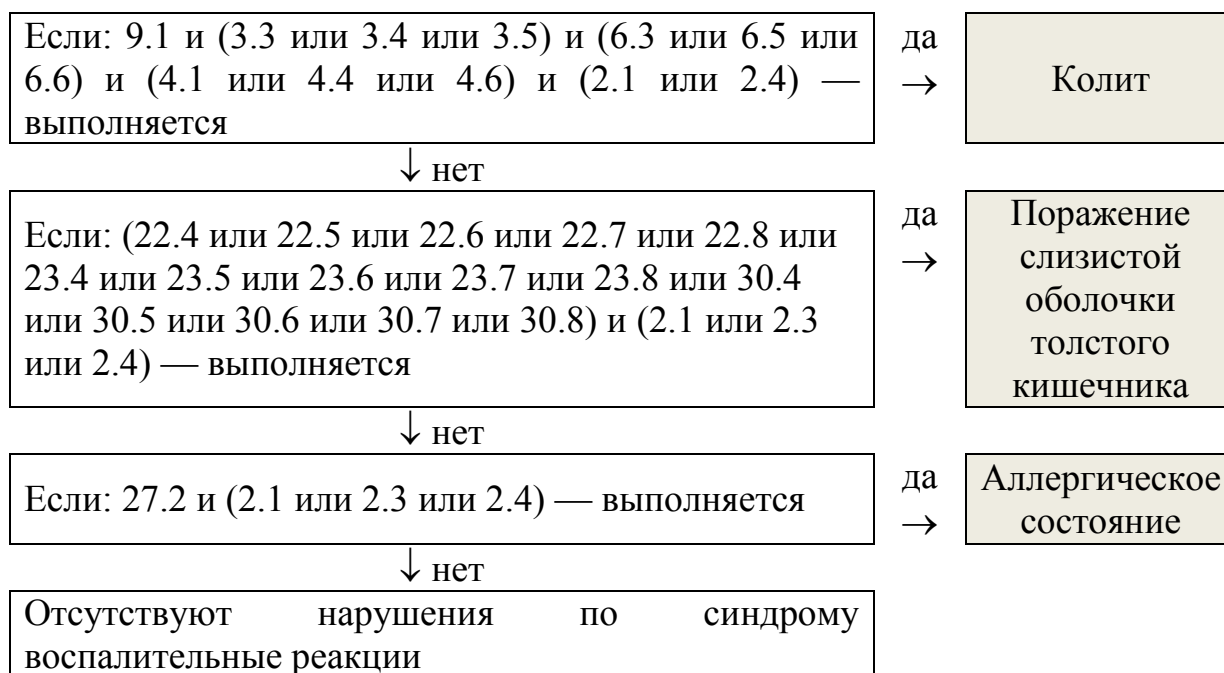 Если: 9.1 и (3.3 или 3.4 или 3.5) и (6.3 или 6.5 или
6.6) и (4.1 или 4.4 или 4.6) и (2.1 или 2.4) —
выполняется
да
→
Колит
↓ нет
Если: (22.4 или 22.5 или 22.6 или 22.7 или 22.8 или
23.4 или 23.5 или 23.6 или 23.7 или 23.8 или 30.4
или 30.5 или 30.6 или 30.7 или 30.8) и (2.1 или 2.3
или 2.4) — выполняется
да
→
Поражение
слизистой
оболочки
толстого
кишечника
↓ нет
Если: 27.2 и (2.1 или 2.3 или 2.4) — выполняется
да
→
Аллергическое
состояние
↓ нет
Отсутствуют нарушения по синдрому
воспалительные реакции